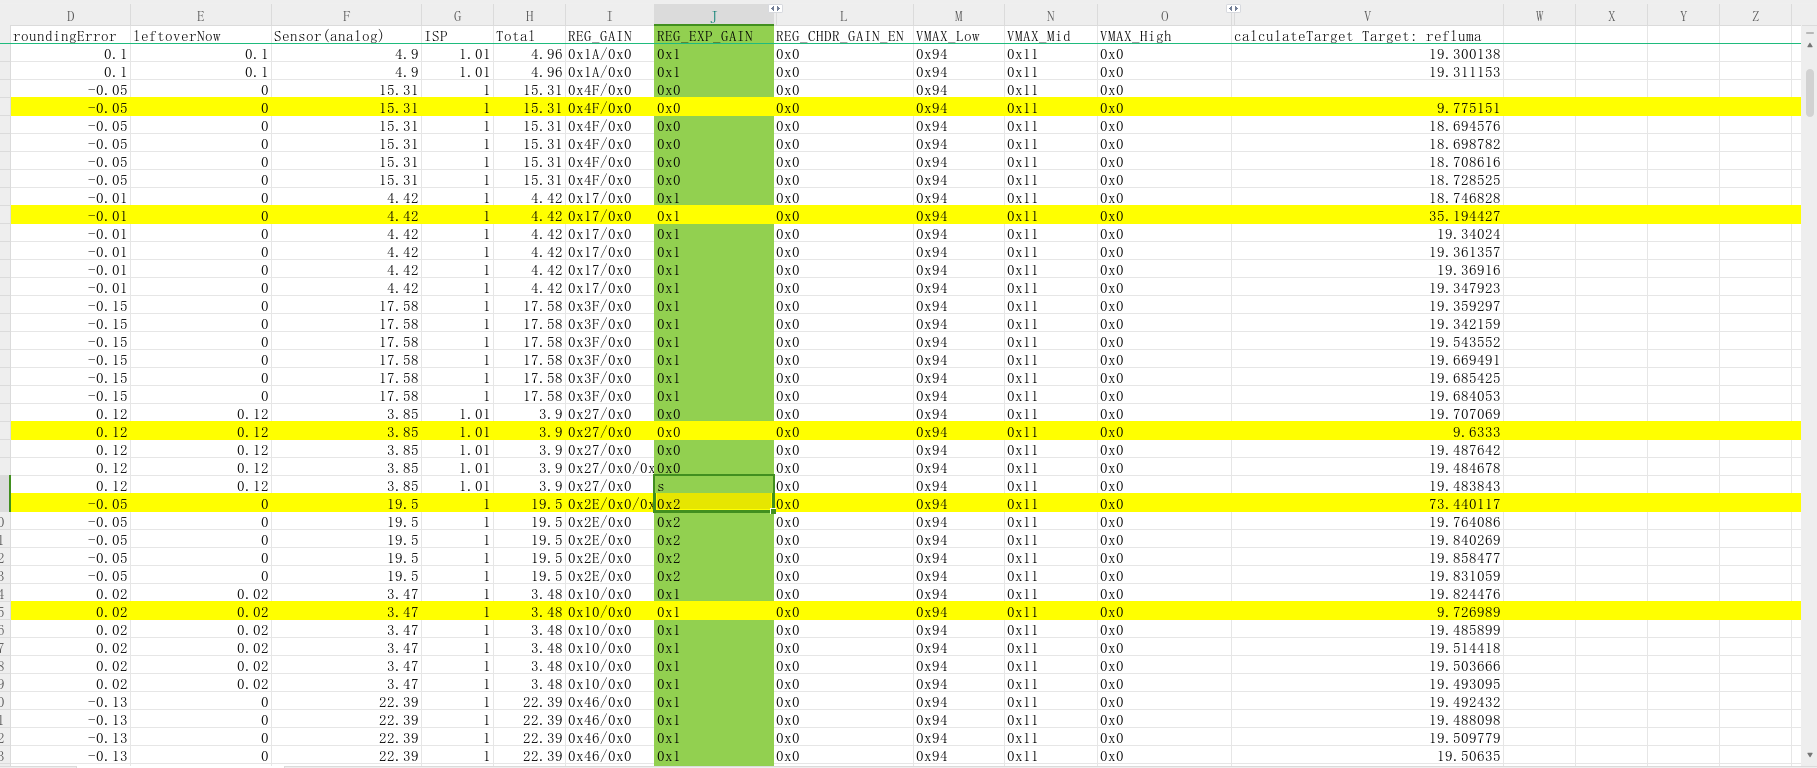 D E F G H I J L M N O V W X Y Z
roundingError leftoverNow Sensor(analog) ISP Total REG_GAIN REG_EXP_GAIN REG_CHDR_GAIN_EN VMAX_Low VMAX_Mid VMAX_High calculateTarget Target: refluma
0.1 0.1 4.9 1.01 4.96 0x1A/0x0 0x1 0x0 0x94 0x11 0x0 19.300138
0.1 0.1 4.9 1.01 4.96 0x1A/0x0 0x1 0x0 0x94 0x11 0x0 19.311153
-0.05 0 15.31 1 15.31 0x4F/0x0 0x0 0x0 0x94 0x11 0x0
-0.05 0 15.31 1 15.31 0x4F/0x0 0x0 0x0 0x94 0x11 0x0 9.775151
-0.05 0 15.31 1 15.31 0x4F/0x0 0x0 0x0 0x94 0x11 0x0 18.694576
-0.05 0 15.31 1 15.31 0x4F/0x0 0x0 0x0 0x94 0x11 0x0 18.698782
-0.05 0 15.31 1 15.31 0x4F/0x0 0x0 0x0 0x94 0x11 0x0 18.708616
-0.05 0 15.31 1 15.31 0x4F/0x0 0x0 0x0 0x94 0x11 0x0 18.728525
-0.01 0 4.42 1 4.42 0x17/0x0 0x1 0x0 0x94 0x11 0x0 18.746828
-0.01 0 4.42 1 4.42 0x17/0x0 0x1 0x0 0x94 0x11 0x0 35.194427
-0.01 0 4.42 1 4.42 0x17/0x0 0x1 0x0 0x94 0x11 0x0 19.34024
-0.01 0 4.42 1 4.42 0x17/0x0 0x1 0x0 0x94 0x11 0x0 19.361357
-0.01 0 4.42 1 4.42 0x17/0x0 0x1 0x0 0x94 0x11 0x0 19.36916
-0.01 0 4.42 1 4.42 0x17/0x0 0x1 0x0 0x94 0x11 0x0 19.347923
-0.15 0 17.58 1 17.58 0x3F/0x0 0x1 0x0 0x94 0x11 0x0 19.359297
-0.15 0 17.58 1 17.58 0x3F/0x0 0x1 0x0 0x94 0x11 0x0 19.342159
-0.15 0 17.58 1 17.58 0x3F/0x0 0x1 0x0 0x94 0x11 0x0 19.543552
-0.15 0 17.58 1 17.58 0x3F/0x0 0x1 0x0 0x94 0x11 0x0 19.669491
-0.15 0 17.58 1 17.58 0x3F/0x0 0x1 0x0 0x94 0x11 0x0 19.685425
-0.15 0 17.58 1 17.58 0x3F/0x0 0x1 0x0 0x94 0x11 0x0 19.684053
0.12 0.12 3.85 1.01 3.9 0x27/0x0 0x0 0x0 0x94 0x11 0x0 19.707069
0.12 0.12 3.85 1.01 3.9 0x27/0x0 0x0 0x0 0x94 0x11 0x0 9.6333
0.12 0.12 3.85 1.01 3.9 0x27/0x0 0x0 0x0 0x94 0x11 0x0 19.487642
0.12 0.12 3.85 1.01 3.9 0x27/0x0/0x 0x0 0x0 0x94 0x11 0x0 19.484678
0.12 0.12 3.85 1.01 3.9 0x27/0x0 s 0x0 0x94 0x11 0x0 19.483843
-0.05 0 19.5 1 19.5 0x2E/0x0/0x 0x2 0x0 0x94 0x11 0x0 73.440117
0 -0.05 0 19.5 1 19.5 0x2E/0x0 0x2 0x0 0x94 0x11 0x0 19.764086
1 -0.05 0 19.5 1 19.5 0x2E/0x0 0x2 0x0 0x94 0x11 0x0 19.840269
2 -0.05 0 19.5 1 19.5 0x2E/0x0 0x2 0x0 0x94 0x11 0x0 19.858477
3 -0.05 0 19.5 1 19.5 0x2E/0x0 0x2 0x0 0x94 0x11 0x0 19.831059
4 0.02 0.02 3.47 1 3.48 0x10/0x0 0x1 0x0 0x94 0x11 0x0 19.824476
5 0.02 0.02 3.47 1 3.48 0x10/0x0 0x1 0x0 0x94 0x11 0x0 9.726989
6 0.02 0.02 3.47 1 3.48 0x10/0x0 0x1 0x0 0x94 0x11 0x0 19.485899
7 0.02 0.02 3.47 1 3.48 0x10/0x0 0x1 0x0 0x94 0x11 0x0 19.514418
8 0.02 0.02 3.47 1 3.48 0x10/0x0 0x1 0x0 0x94 0x11 0x0 19.503666
9 0.02 0.02 3.47 1 3.48 0x10/0x0 0x1 0x0 0x94 0x11 0x0 19.493095
0 -0.13 0 22.39 1 22.39 0x46/0x0 0x1 0x0 0x94 0x11 0x0 19.492432
1 -0.13 0 22.39 1 22.39 0x46/0x0 0x1 0x0 0x94 0x11 0x0 19.488098
2 -0.13 0 22.39 1 22.39 0x46/0x0 0x1 0x0 0x94 0x11 0x0 19.509779
3 -0.13 0 22.39 1 22.39 0x46/0x0 0x1 0x0 0x94 0x11 0x0 19.50635